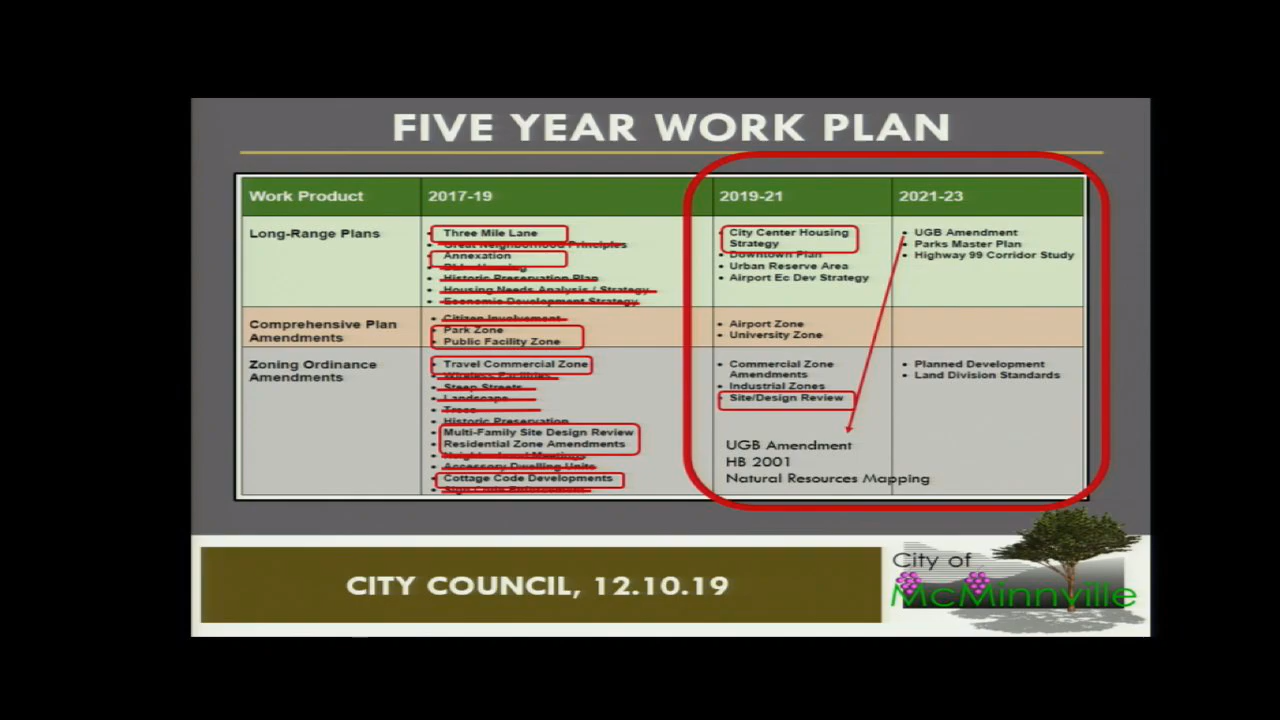 FIVE YEAR WORK PLAN
Work Product
2017-19
2019-21
2021-23
Long-Range Plans
Three Mile Lane
Great Neighborhood Principles
Annexation
Historic Preservation Plan
Housing Needs Analysis / Strategy
Economic Development Strategy
City Center Housing
Strategy
Downtown Plan
Urban Reserve Area
Airport Ec Dev Strategy
UGB Amendment
Parks Master Plan
Highway 99 Corridor Study
Comprehensive Plan
Amendments
Citizen Involvement
Park Zone
Public Facility Zone
Airport Zone
University Zone
Zoning Ordinance
Amendments
Travel Commercial Zone
Wireless Facilities
Steep Streets
Landscape
Trees
Historic Preservation
Multi-Family Site Design Review
Residential Zone Amendments
Neighborhood Meetings
Accessory Dwelling Units
Cottage Code Developments
Commercial Zone
Amendments
Industrial Zones
Site/Design Review
Planned Development
Land Division Standards
UGB Amendment
HB 2001
Natural Resources Mapping
CITY COUNCIL, 12.10.19
City of
McMinnville